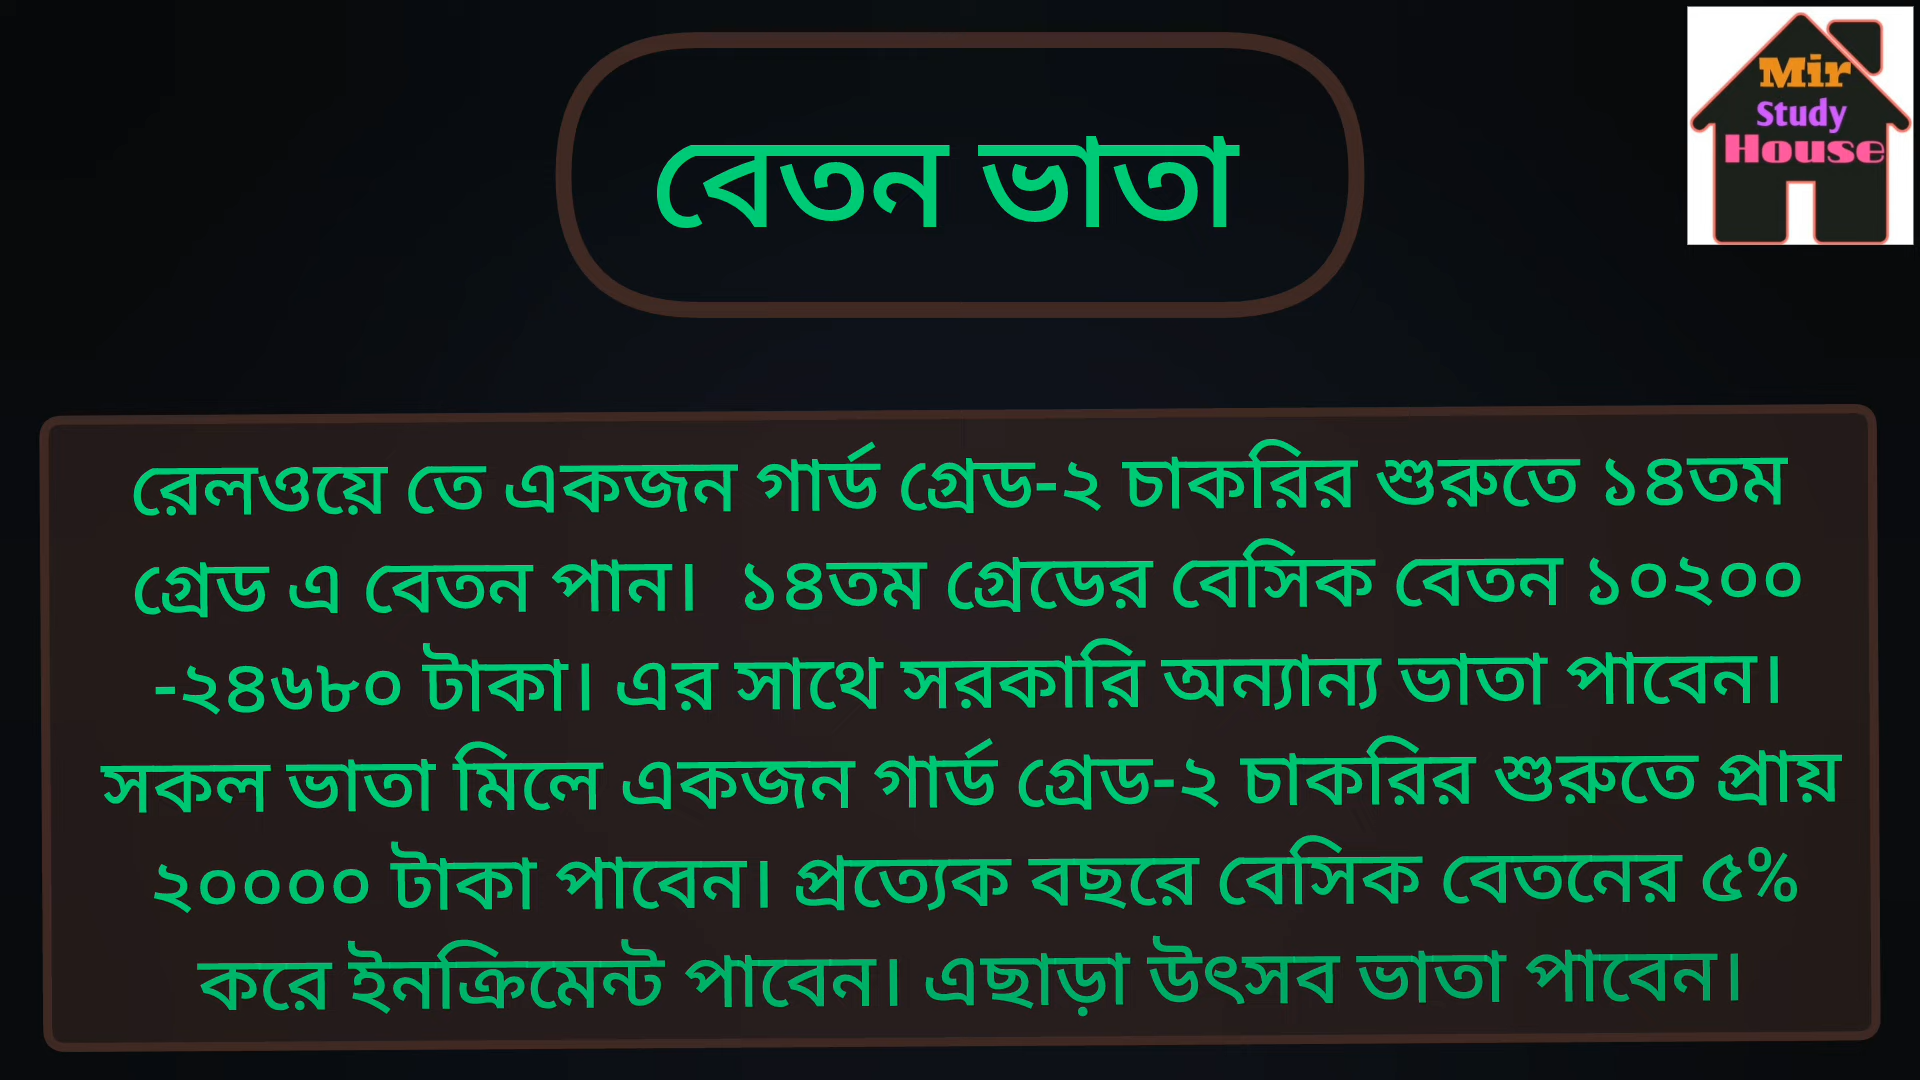 বেতন ভাতা
Mir
Study
House
রেলওয়ে তে একজন গার্ড গ্রেড-২ চাকরির শুরুতে ১৪তম
গ্রেড এ বেতন পান। ১৪তম গ্রেডের বেসিক বেতন ১০২০০
-২৪৬৮০ টাকা। এর সাথে সরকারি অন্যান্য ভাতা পাবেন।
সকল ভাতা মিলে একজন গার্ড গ্রেড-২ চাকরির শুরুতে প্রায়
২০০০০ টাকা পাবেন। প্রত্যেক বছরে বেসিক বেতনের ৫%
করে ইনক্রিমেন্ট পাবেন। এছাড়া উৎসব ভাতা পাবেন।